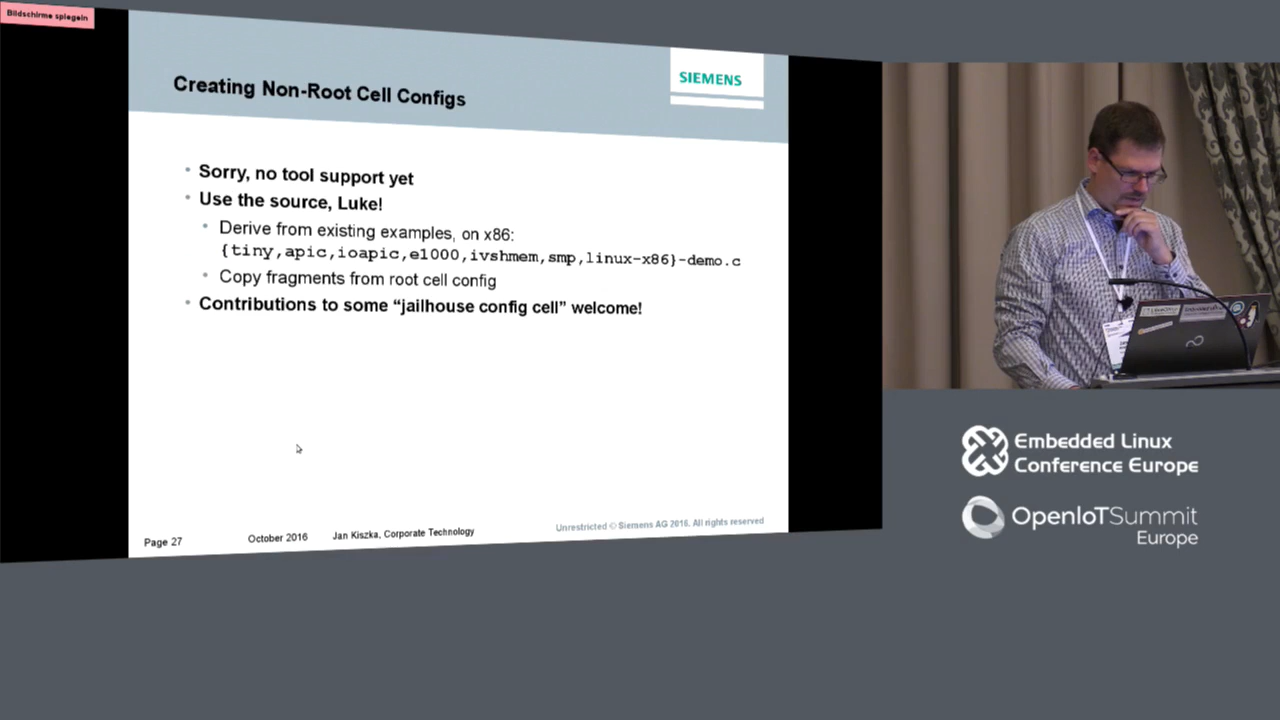 Bildschirme spiegeln
SIEMENS
Creating Non-Root Cell Configs
Sorry, no tool support yet
Use the source, Luke!
Derive from existing examples, on x86:
{tiny,apic,ioapic,e1000,ivshmem,smp,linux-x86}-demo.c
Copy fragments from root cell config
Contributions to some “jailhouse config cell” welcome!
Page 27
October 2016
Jan Kiszka, Corporate Technology
Unrestricted © Siemens AG 2016. All rights reserved
Embedded Linux
Conference Europe
OpenIoTSummit
Europe